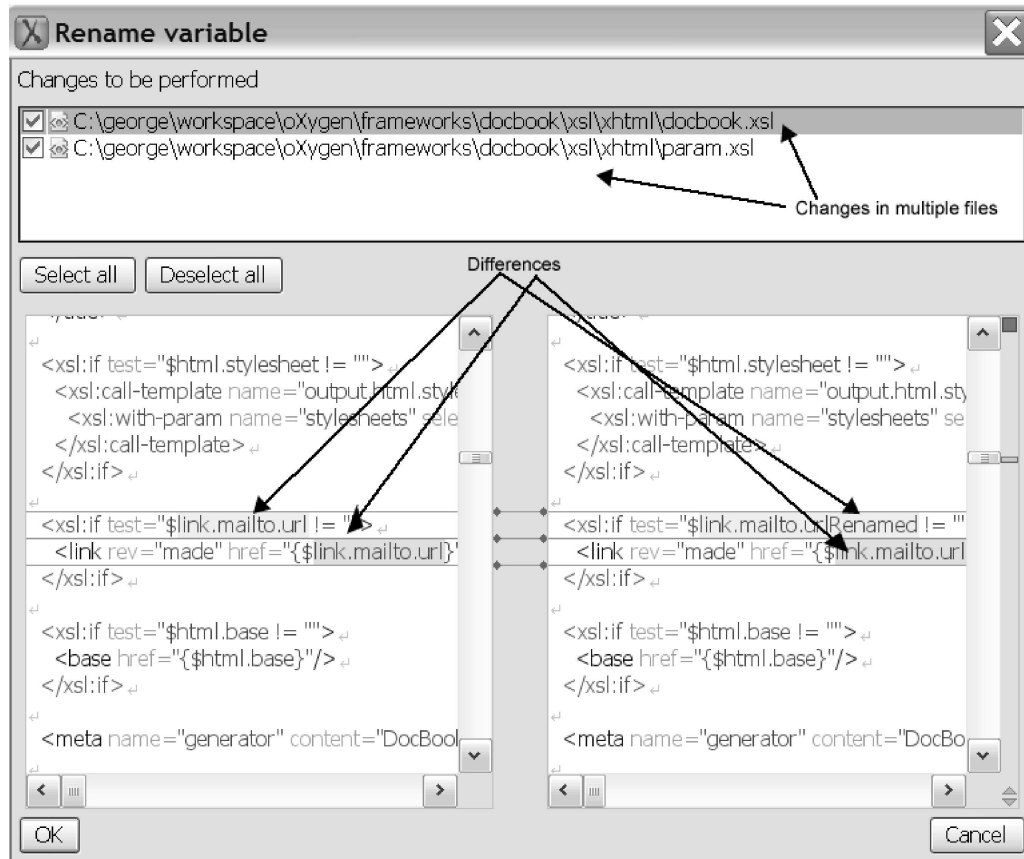 Rename variable
Changes to be performed
C:\george\workspace\oXygen\frameworks\docbook\xsl\xhtml\docbook.xsl
C:\george\workspace\oXygen\frameworks\docbook\xsl\xhtml\param.xsl
Changes in multiple files
Select all
Deselect all
Differences
<xsl:if test="$html.stylesheet != "">
<xsl:call-template name="output.html.style
<xsl:with-param name="stylesheets" sele
</xsl:call-template>
</xsl:if>
<xsl:if test="$link.mailto.url != "">
<link rev="made" href="{$link.mailto.url}"
</xsl:if>
<xsl:if test="$html.base != "">
<base href="{$html.base}"/>
</xsl:if>
<meta name="generator" content="DocBool
<xsl:if test="$html.stylesheet != "">
<xsl:call-template name="output.html.sty
<xsl:with-param name="stylesheets" se
</xsl:call-template>
</xsl:if>
<xsl:if test="$link.mailto.urlRenamed != "
<link rev="made" href="{$link.mailto.url
</xsl:if>
<xsl:if test="$html.base != "">
<base href="{$html.base}"/>
</xsl:if>
<meta name="generator" content="DocBo
OK
Cancel